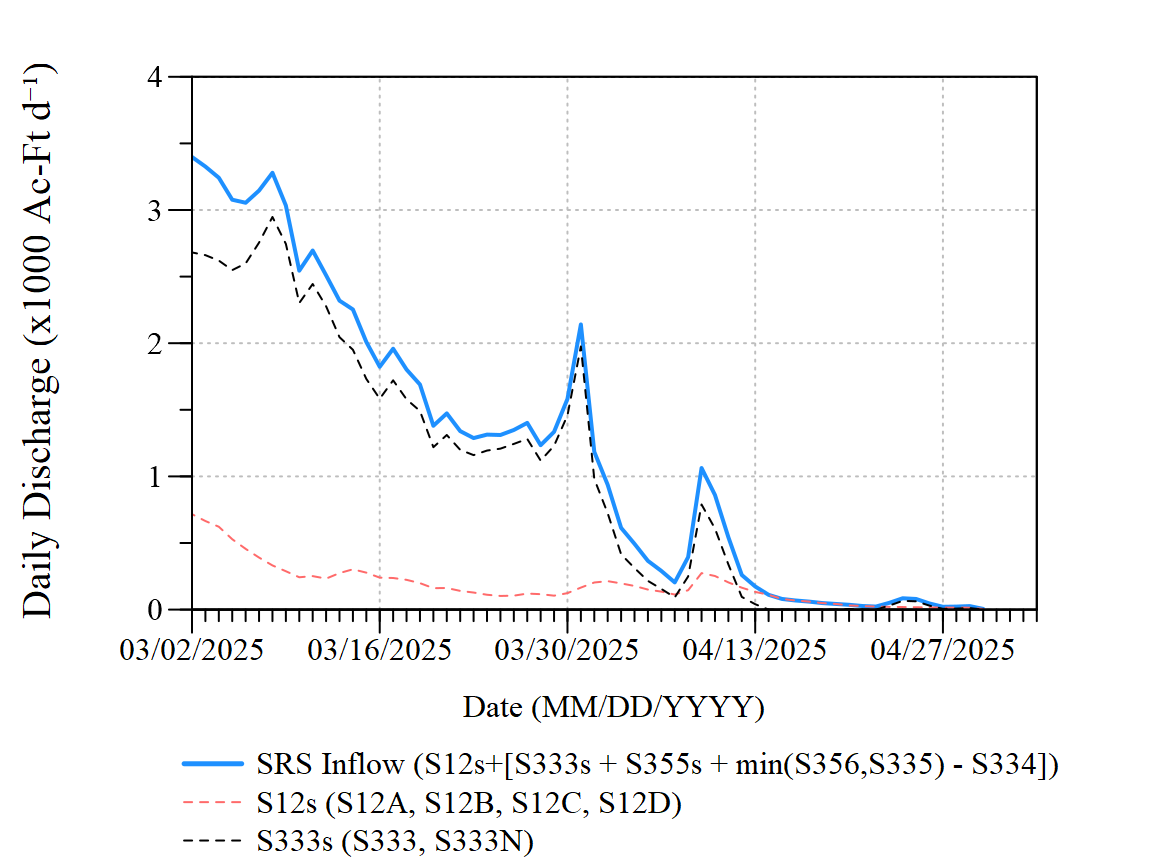 Daily Discharge (x1000 Ac-Ft d⁻¹)
4
3
2
1
0
03/02/2025 03/16/2025 03/30/2025 04/13/2025 04/27/2025
Date (MM/DD/YYYY)
SRS Inflow (S12s+[S333s + S355s + min(S356,S335) - S334])
S12s (S12A, S12B, S12C, S12D)
S333s (S333, S333N)